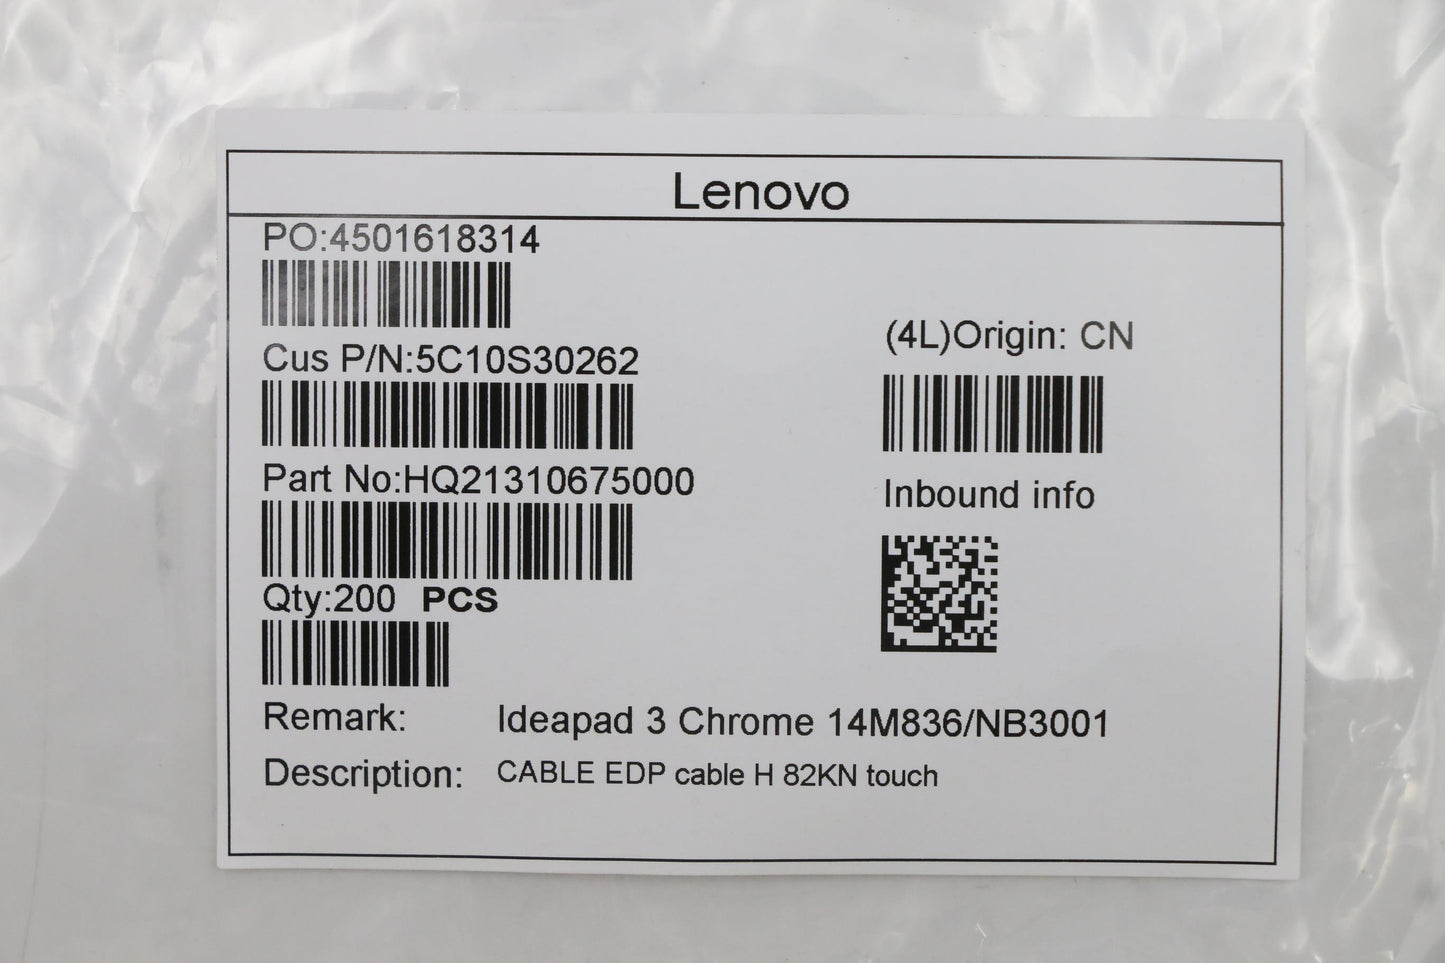 Lenovo
PO:4501618314
Cus P/N:5C10S30262
Part No:HQ21310675000
Qty:200 PCS
(4L)Origin: CN
Inbound info
Remark: Ideapad 3 Chrome 14M836/NB3001
Description: CABLE EDP cable H 82KN touch